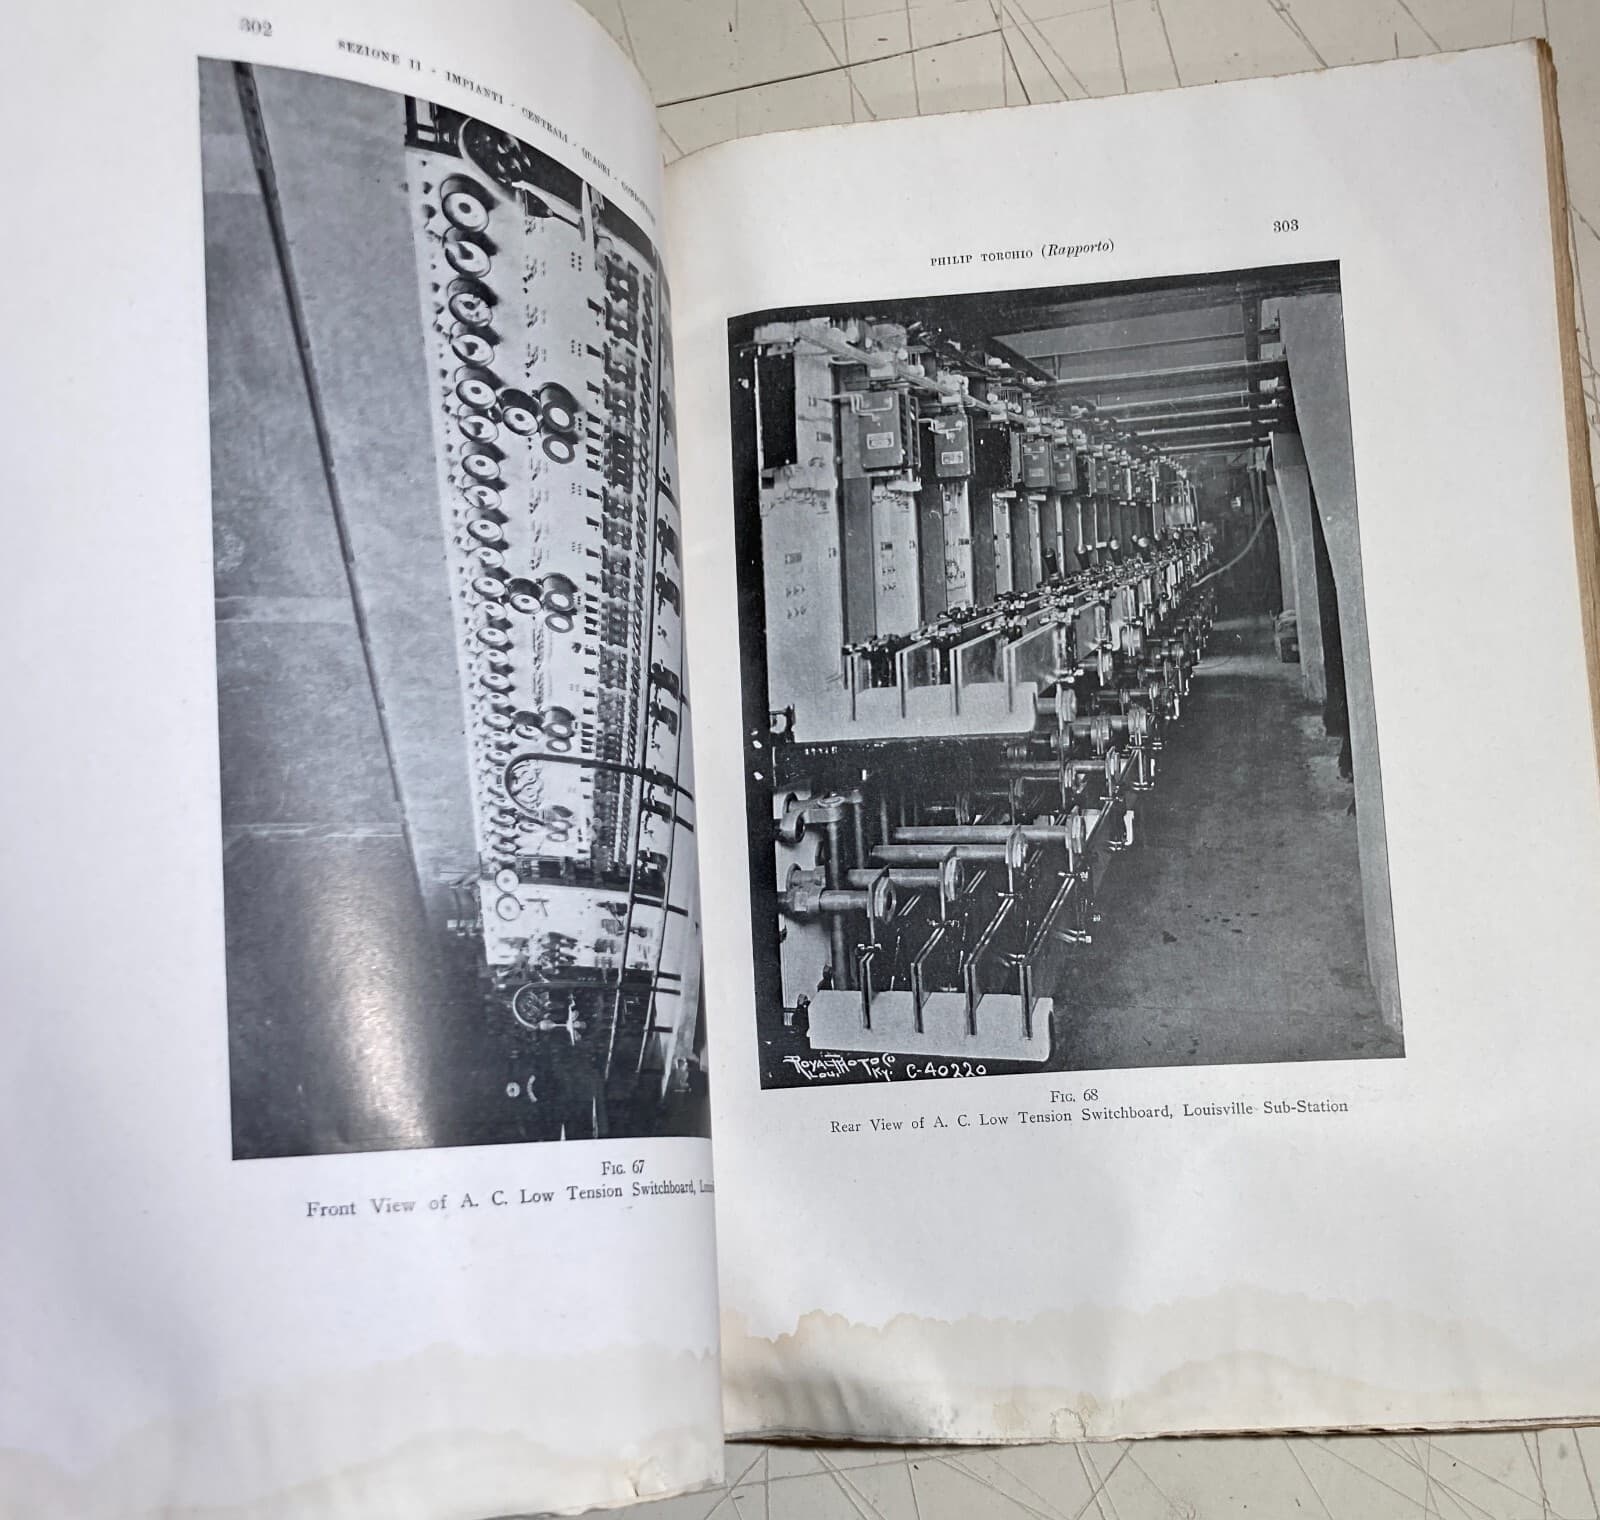 302
SEZIONE II - IMPIANTI - CENTRALI - QUADRI -
Fig. 67
Front View of A. C. Low Tension Switchboard,
303
PHILIP TORCHIO (Rapporto)
ROYAL PHOTO Co
LOU. KY. C-40220
Fig. 68
Rear View of A. C. Low Tension Switchboard, Louisville Sub-Station